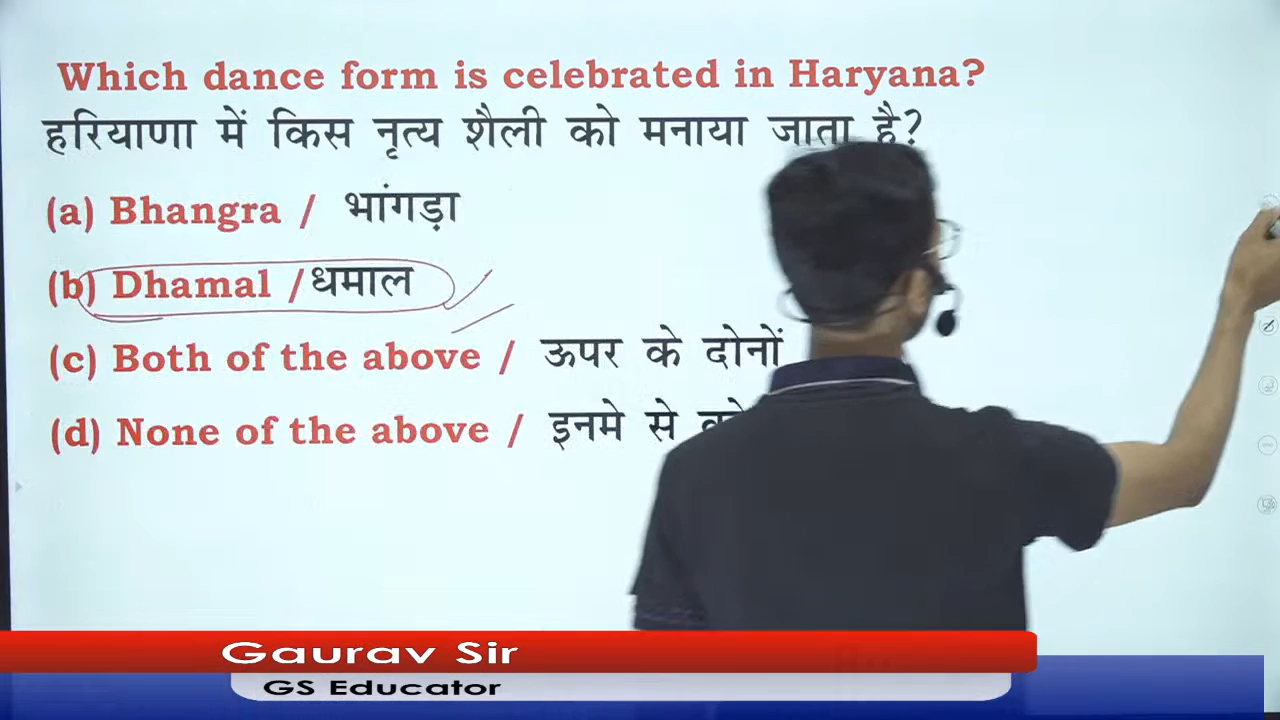 Which dance form is celebrated in Haryana?
हरियाणा में किस नृत्य शैली को मनाया जाता है?
(a) Bhangra / भांगड़ा
(b) Dhamal /धमाल
(c) Both of the above / ऊपर के दोनों
(d) None of the above / इनमे से
Gaurav Sir
GS Educator